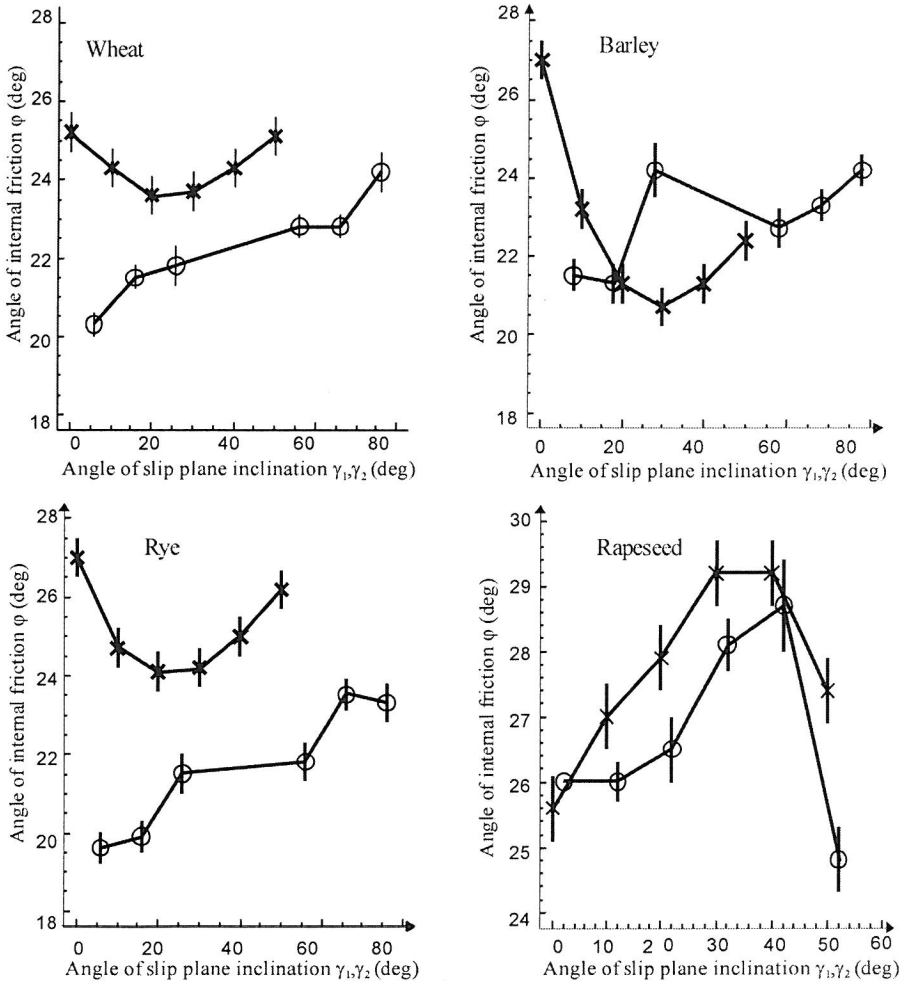 Wheat
Angle of internal friction φ (deg)
28
26
24
22
20
18
0 20 40 60 80
Angle of slip plane inclination γ₁,γ₂ (deg)
Barley
Angle of internal friction φ (deg)
28
26
24
22
20
18
0 20 40 60 80
Angle of slip plane inclination γ₁,γ₂ (deg)
Rye
Angle of internal friction φ (deg)
28
26
24
22
20
18
0 20 40 60 80
Angle of slip plane inclination γ₁,γ₂ (deg)
Rapeseed
Angle of internal friction φ (deg)
30
29
28
27
26
25
24
0 10 2 0 30 40 50 60
Angle of slip plane inclination γ₁,γ₂ (deg)